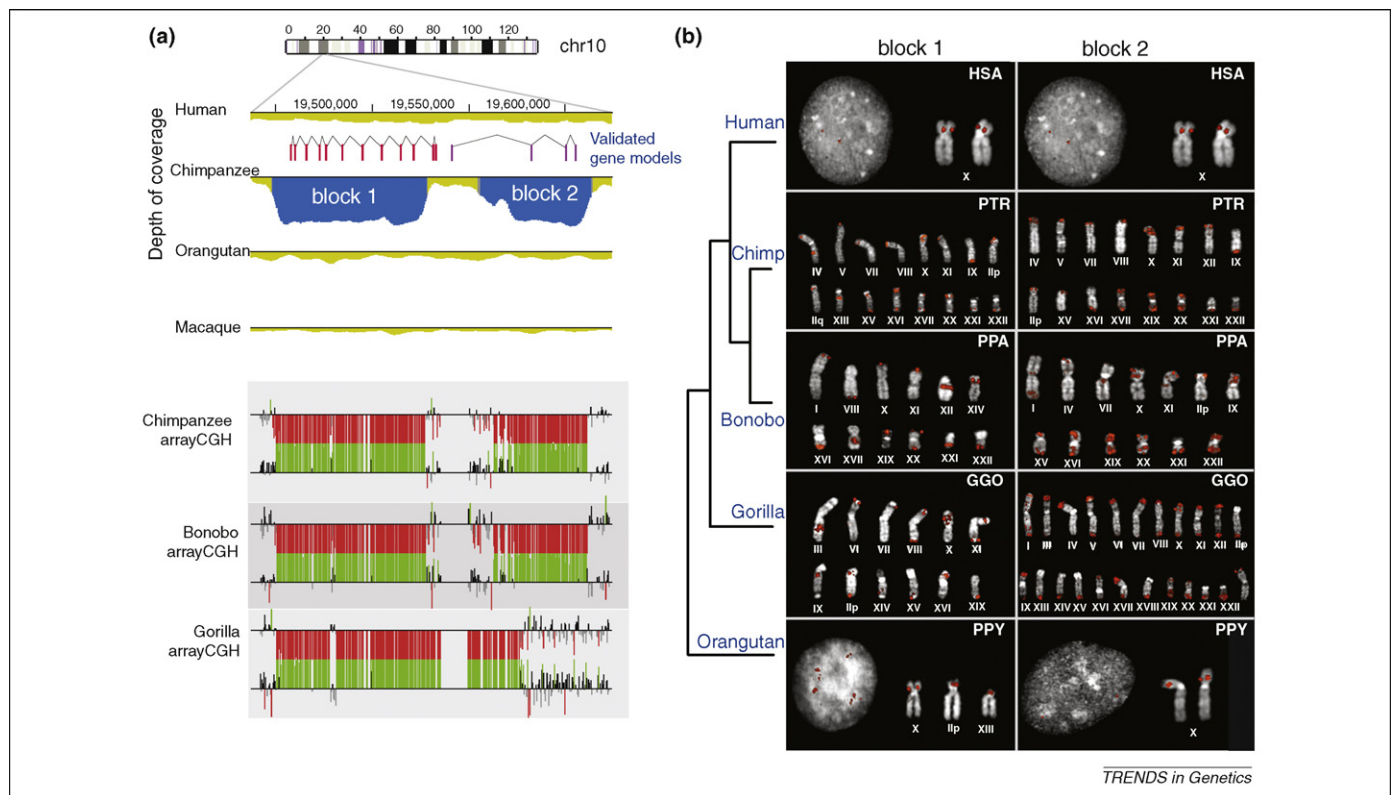 (a)
0 20 40 60 80 100 120
chr10
Human
19,500,000 19,550,000 19,600,000
Validated
gene models
Depth of coverage
Chimpanzee
block 1 block 2
Orangutan
Macaque
Chimpanzee
arrayCGH
Bonobo
arrayCGH
Gorilla
arrayCGH
(b)
block 1 block 2
Human
HSA HSA
X X
Chimp
PTR PTR
IV V VII VIII X XI IX IIp
IIq XIII XV XVI XVII XX XXI XXII
IV V VII VIII X XI XII IX
IIp XV XVI XVII XIX XX XXI XXII
Bonobo
PPA PPA
I VIII X XI XII XIV
XVI XVII XIX XX XXI XXII
I IV VII X XI IIp IX
XV XVI XIX XX XXI XXII
Gorilla
GGO GGO
III VI VII VIII X XI
IX IIp XIV XV XVI XIX
I III IV V VI VII VIII X XI XII IIp
IX XIII XIV XV XVI XVII XVIII XIX XX XXI XXII
Orangutan
PPY PPY
X IIp XIII
X
TRENDS in Genetics